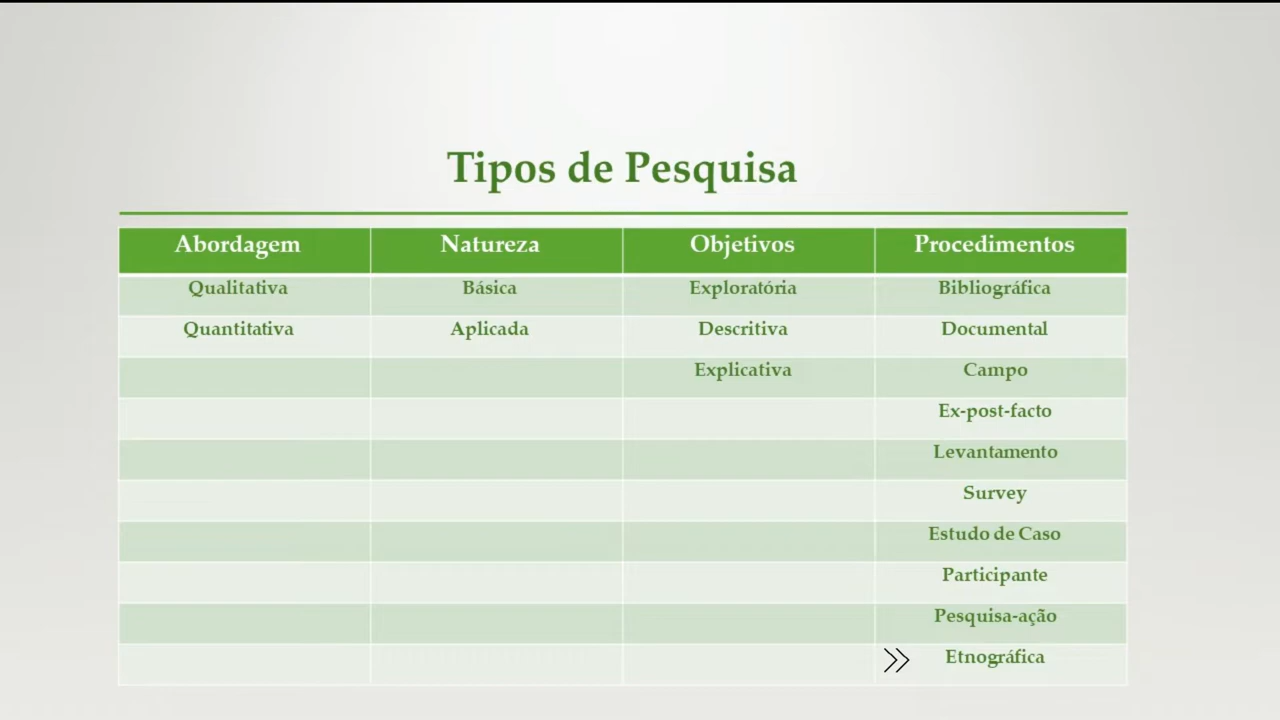 Tipos de Pesquisa
Abordagem Natureza Objetivos Procedimentos
Qualitativa Básica Exploratória Bibliográfica
Quantitativa Aplicada Descritiva Documental
Explicativa Campo
Ex-post-facto
Levantamento
Survey
Estudo de Caso
Participante
Pesquisa-ação
Etnográfica